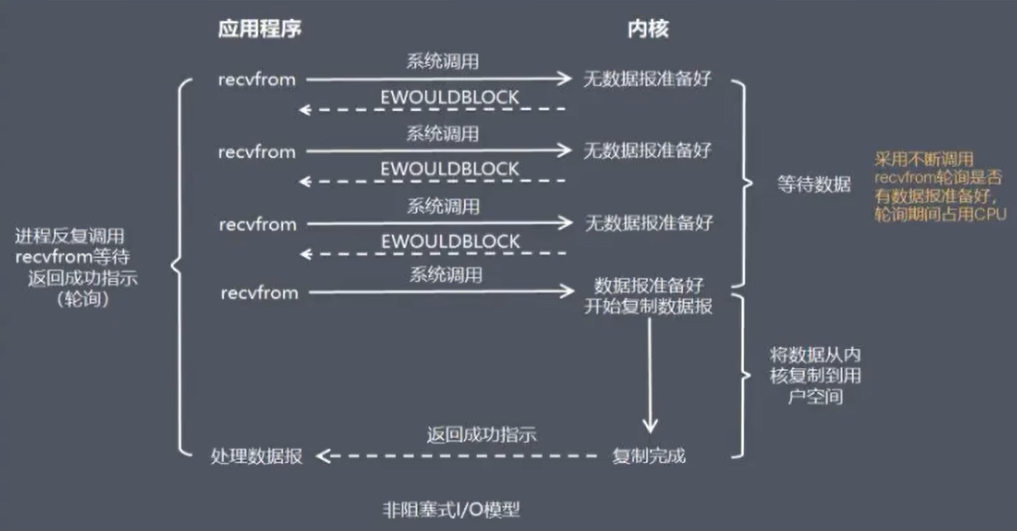 应用程序
内核
系统调用
recvfrom
无数据报准备好
EWOULDBLOCK
系统调用
recvfrom
无数据报准备好
EWOULDBLOCK
系统调用
recvfrom
无数据报准备好
EWOULDBLOCK
系统调用
recvfrom
数据报准备好
开始复制数据报
进程反复调用
recvfrom等待
返回成功指示
（轮询）
等待数据
采用不断调用
recvfrom轮询是否
有数据报准备好，
轮询期间占用CPU
将数据从内
核复制到用
户空间
返回成功指示
处理数据报
复制完成
非阻塞式I/O模型